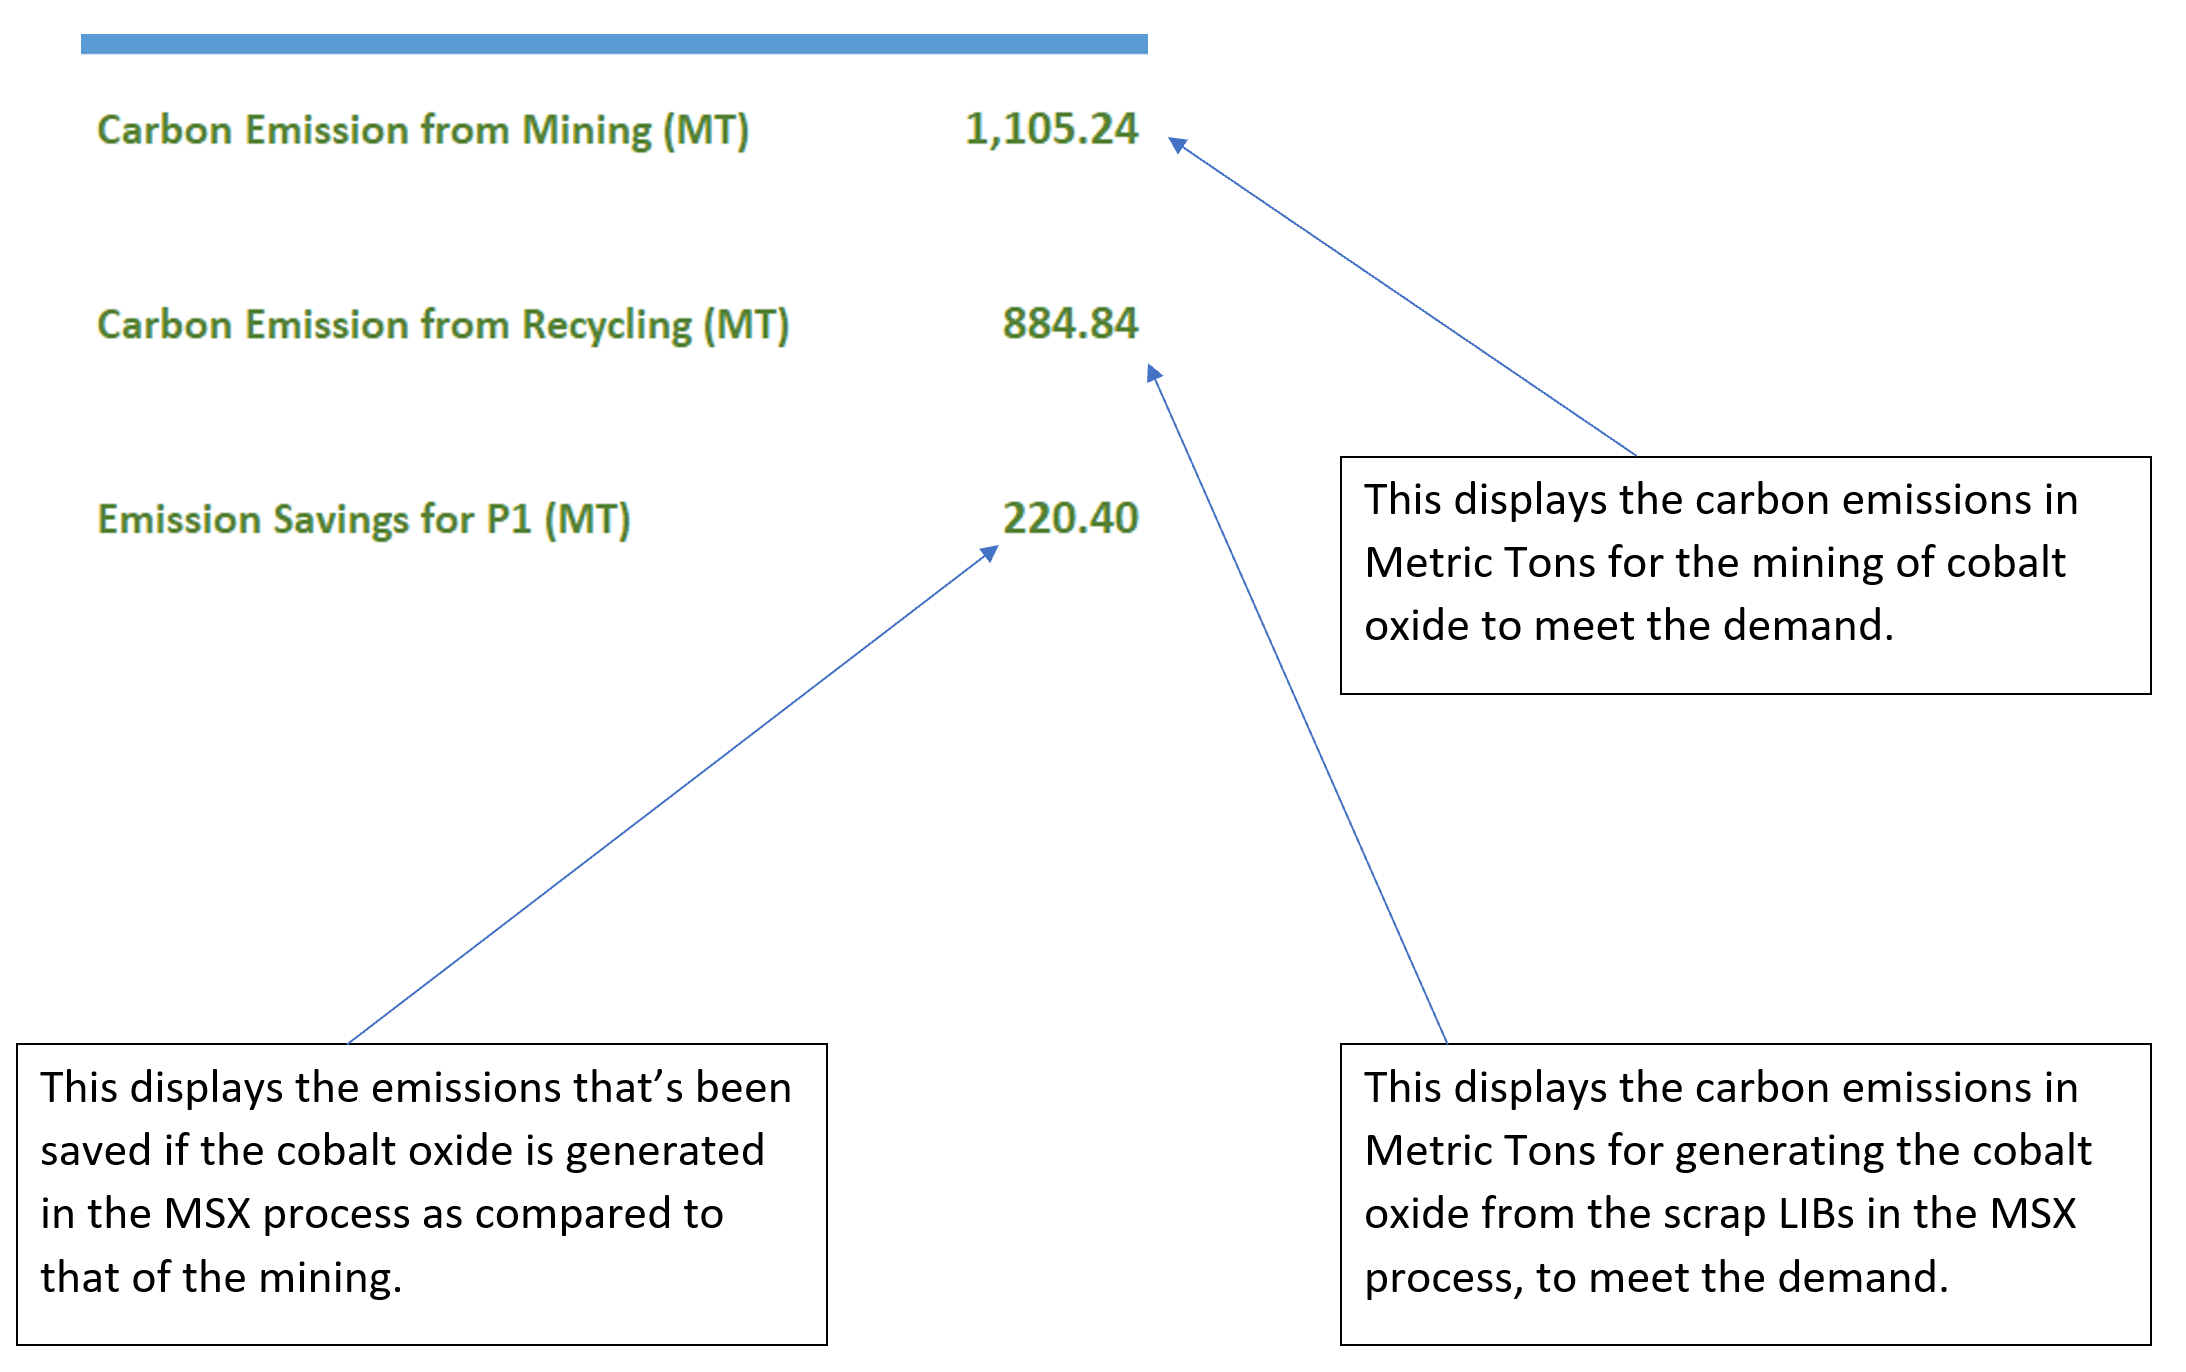 Carbon Emission from Mining (MT) 1,105.24
Carbon Emission from Recycling (MT) 884.84
Emission Savings for P1 (MT) 220.40
This displays the carbon emissions in
Metric Tons for the mining of cobalt
oxide to meet the demand.
This displays the emissions that’s been
saved if the cobalt oxide is generated
in the MSX process as compared to
that of the mining.
This displays the carbon emissions in
Metric Tons for generating the cobalt
oxide from the scrap LIBs in the MSX
process, to meet the demand.